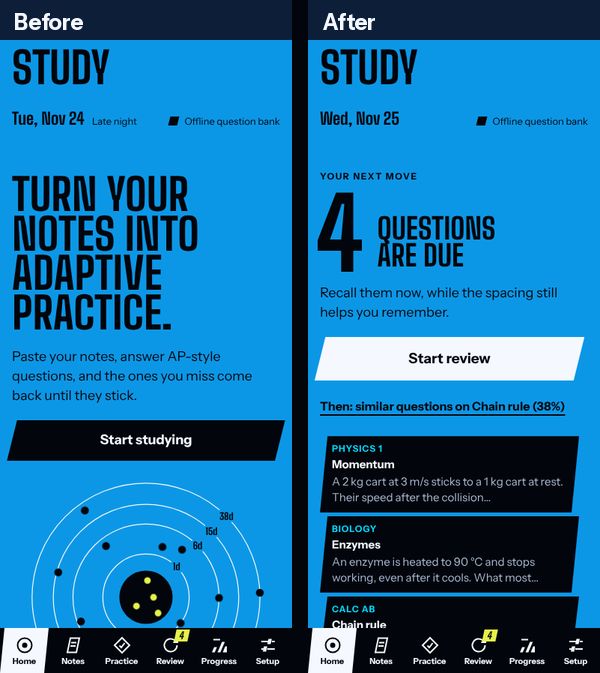 Before
STUDY
Tue, Nov 24 Late night Offline question bank
TURN YOUR
NOTES INTO
ADAPTIVE
PRACTICE.
Paste your notes, answer AP-style
questions, and the ones you miss come
back until they stick.
Start studying
38d
15d
6d
1d
4
Home Notes Practice Review Progress Setup
After
STUDY
Wed, Nov 25 Offline question bank
YOUR NEXT MOVE
4 QUESTIONS
ARE DUE
Recall them now, while the spacing still
helps you remember.
Start review
Then: similar questions on Chain rule (38%)
PHYSICS 1
Momentum
A 2 kg cart at 3 m/s sticks to a 1 kg cart at rest.
Their speed after the collision...
BIOLOGY
Enzymes
An enzyme is heated to 90 °C and stops
working, even after it cools. What most...
CALC AB
Chain rule
4
Home Notes Practice Review Progress Setup